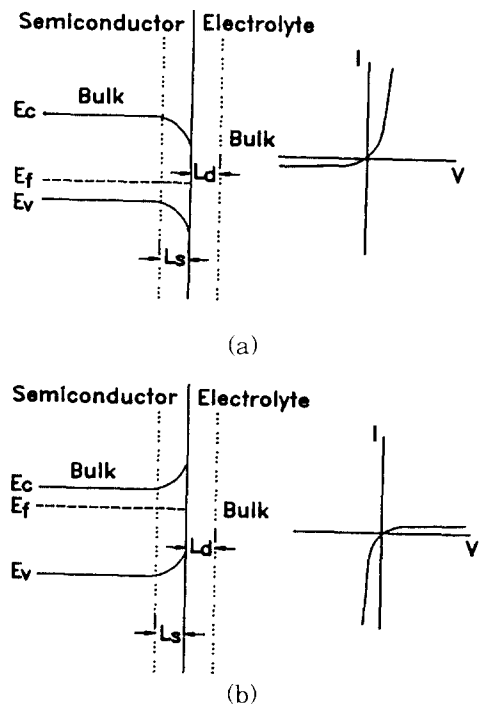 Semiconductor Electrolyte
I
Bulk
Ec
Bulk
Ef
Ld
V
Ev
Ls
(a)
Semiconductor Electrolyte
I
Bulk
Ec
Ef
Bulk
Ld
V
Ev
Ls
(b)